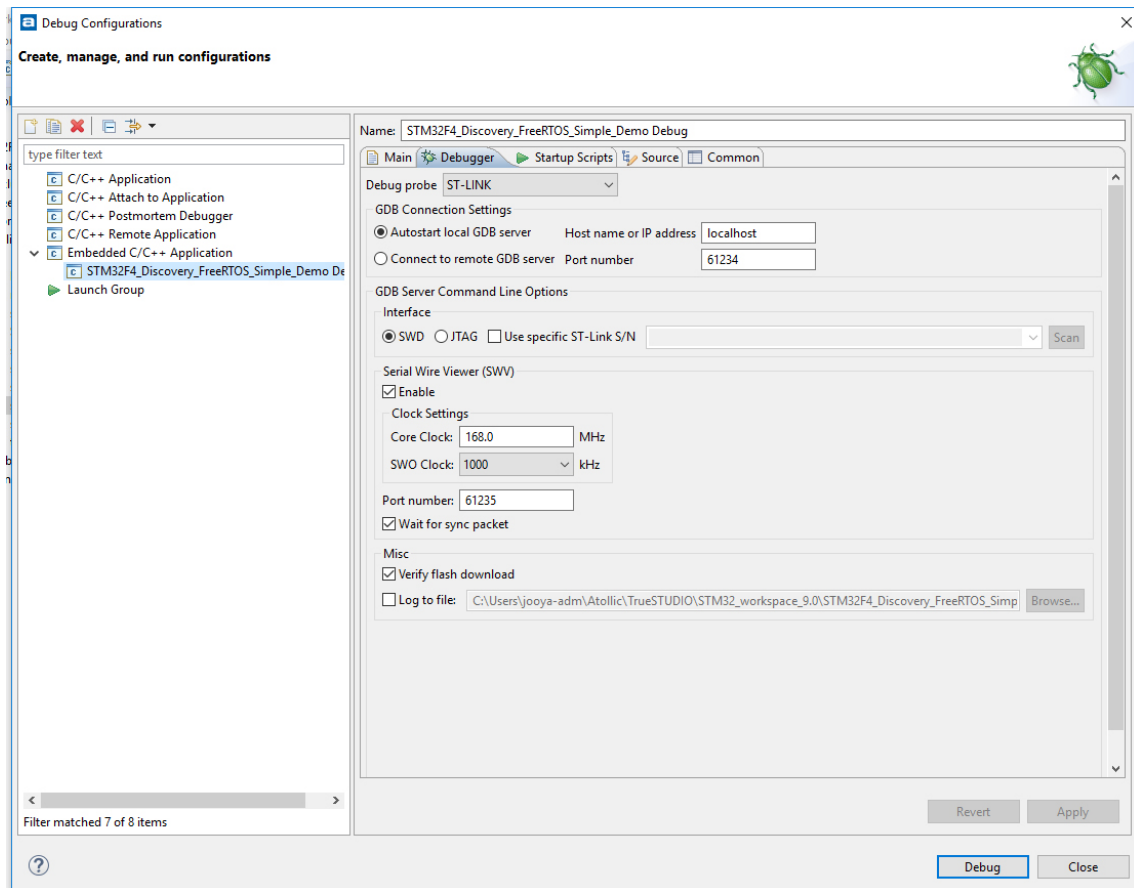 Debug Configurations
Create, manage, and run configurations
type filter text
C/C++ Application
C/C++ Attach to Application
C/C++ Postmortem Debugger
C/C++ Remote Application
Embedded C/C++ Application
STM32F4_Discovery_FreeRTOS_Simple_Demo De
Launch Group
Filter matched 7 of 8 items
Name: STM32F4_Discovery_FreeRTOS_Simple_Demo Debug
Main Debugger Startup Scripts Source Common
Debug probe ST-LINK
GDB Connection Settings
Autostart local GDB server Host name or IP address localhost
Connect to remote GDB server Port number 61234
GDB Server Command Line Options
Interface
SWD JTAG Use specific ST-Link S/N Scan
Serial Wire Viewer (SWV)
Enable
Clock Settings
Core Clock: 168.0 MHz
SWO Clock: 1000 kHz
Port number: 61235
Wait for sync packet
Misc
Verify flash download
Log to file: C:\Users\jooya-adm\Atollic\TrueSTUDIO\STM32_workspace_9.0\STM32F4_Discovery_FreeRTOS_Simp Browse...
Revert Apply
Debug Close